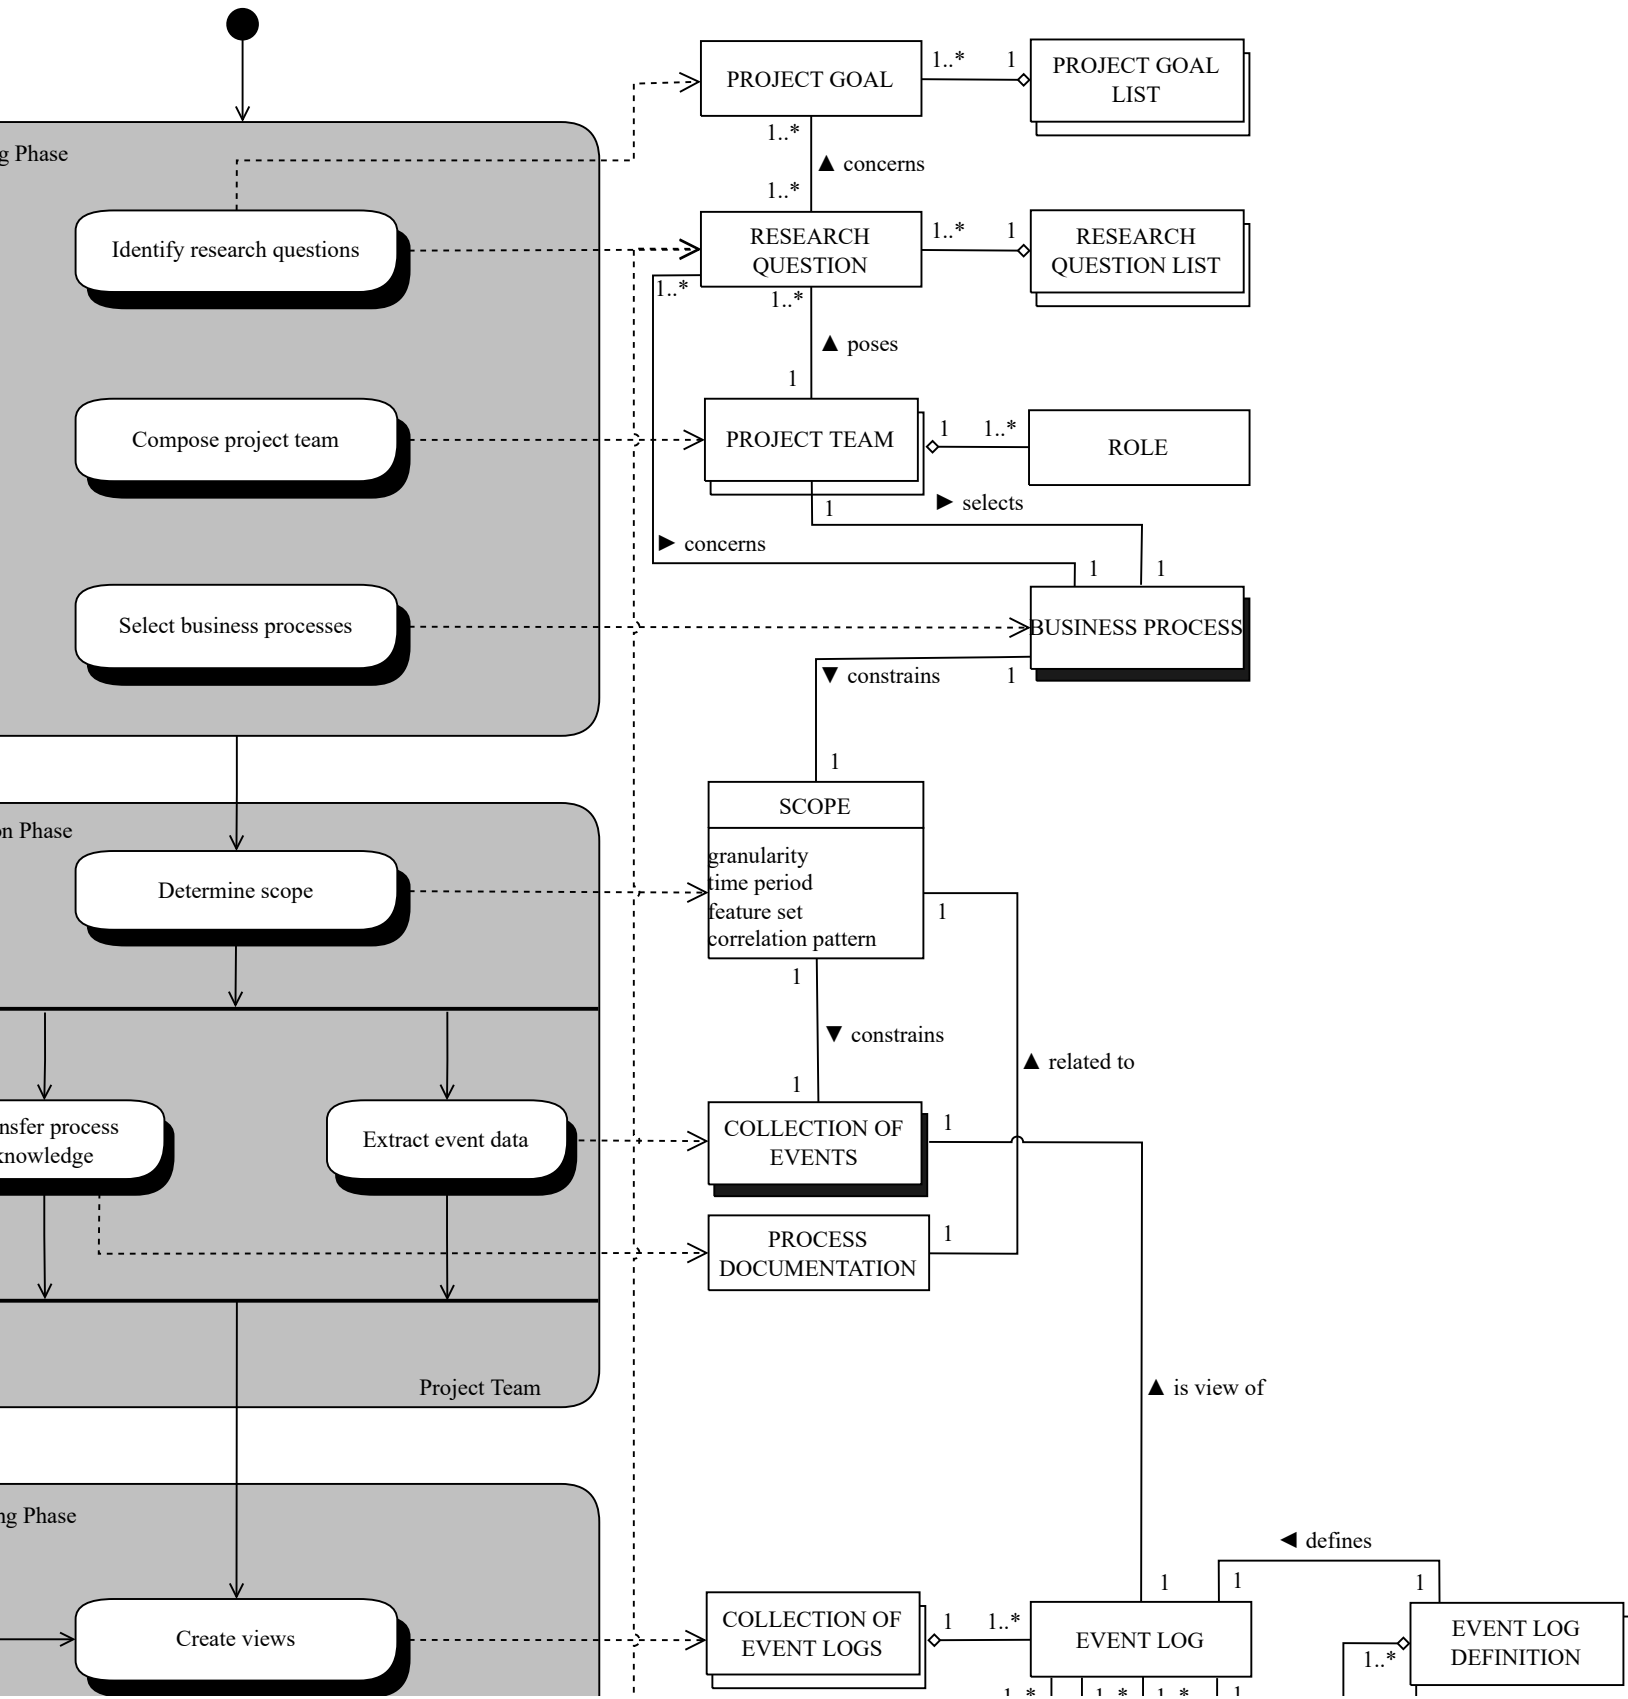 PROJECT GOAL
1..*
1
PROJECT GOAL
LIST
1..*
g Phase
▲ concerns
1..*
Identify research questions
RESEARCH
QUESTION
1..*
1
RESEARCH
QUESTION LIST
1..*
1..*
▲ poses
1
Compose project team
PROJECT TEAM
1
1..*
ROLE
1
► selects
► concerns
1
1
Select business processes
BUSINESS PROCESS
▼ constrains
1
1
SCOPE
on Phase
Determine scope
granularity
time period
feature set
correlation pattern
1
1
▼ constrains
▲ related to
1
nsfer process
knowledge
Extract event data
COLLECTION OF
EVENTS
1
PROCESS
DOCUMENTATION
1
Project Team
▲ is view of
ng Phase
◄ defines
1
1
1
Create views
COLLECTION OF
EVENT LOGS
1
1..*
EVENT LOG
EVENT LOG
DEFINITION
1..*
1..*
1..*
1..*
1